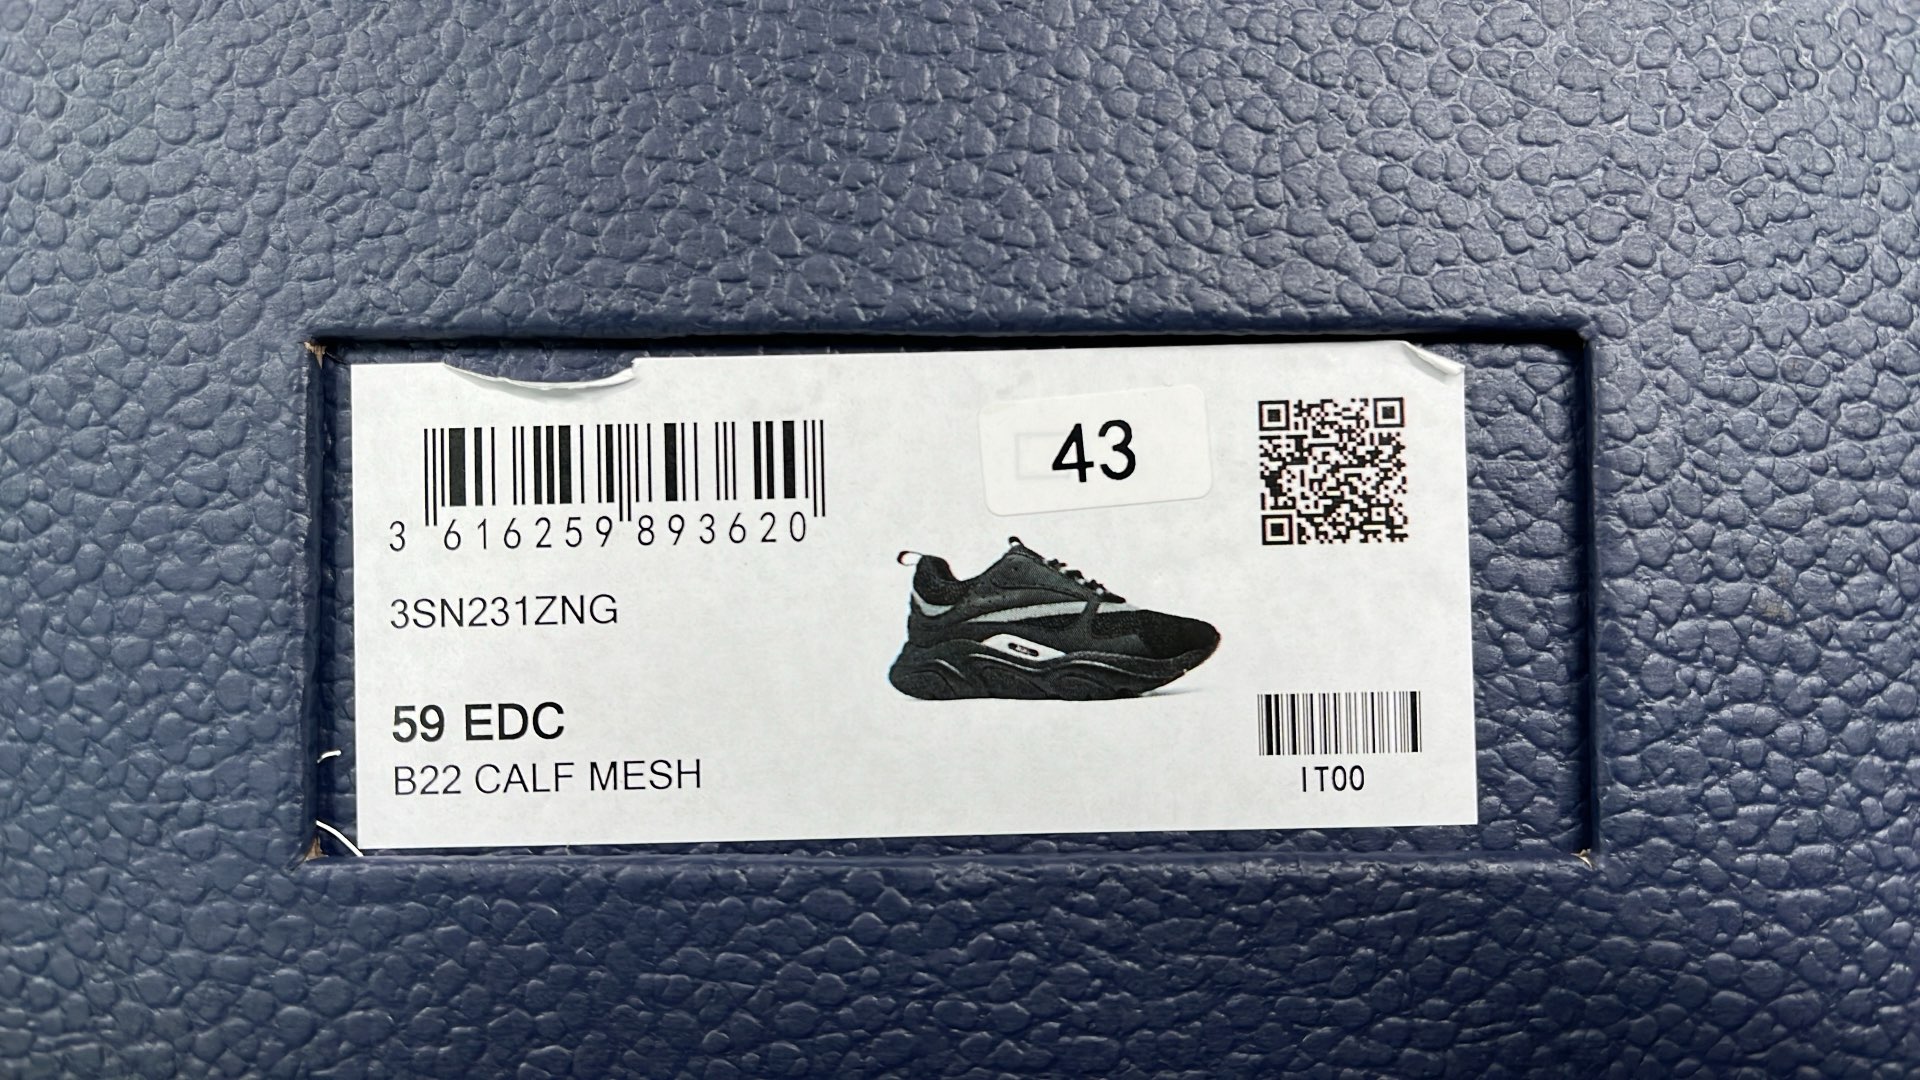 43
3 616259 893620
3SN231ZNG
59 EDC
B22 CALF MESH
IT00